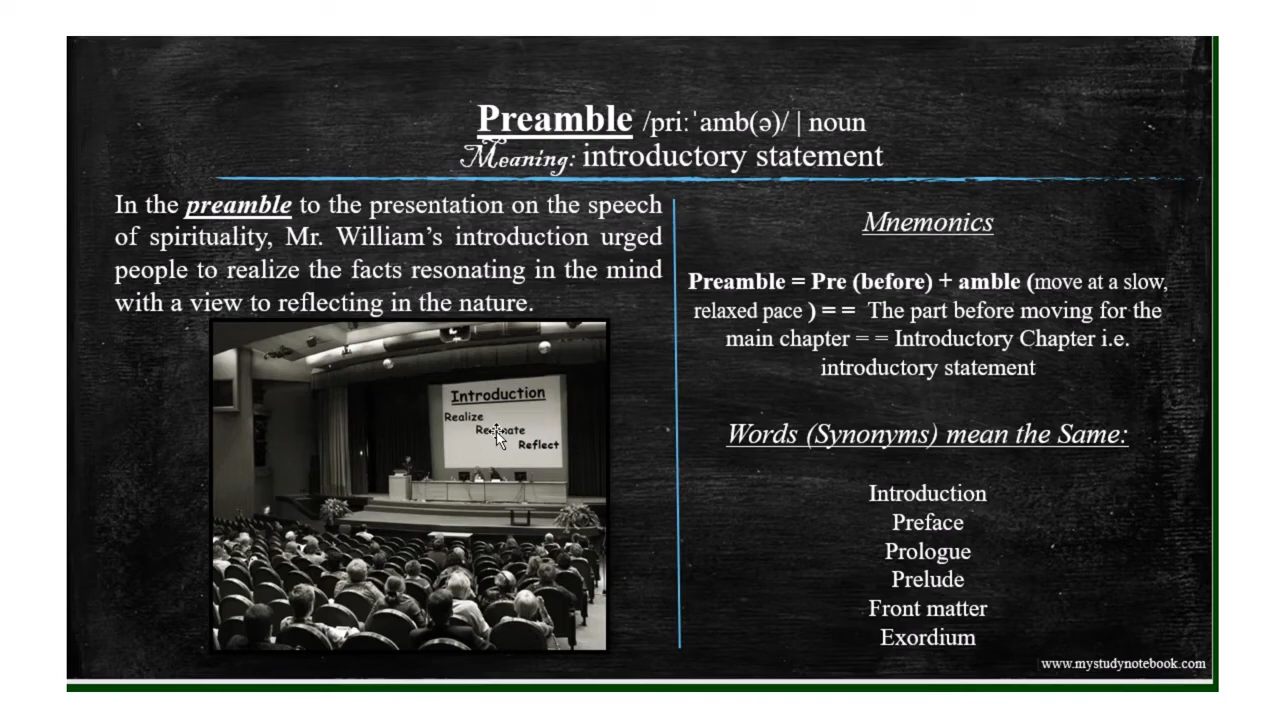 Preamble /pri:ˈamb(ə)/ | noun
Meaning: introductory statement
In the preamble to the presentation on the speech
of spirituality, Mr. William’s introduction urged
people to realize the facts resonating in the mind
with a view to reflecting in the nature.
Introduction
Realize
Reflect
Mnemonics
Preamble = Pre (before) + amble (move at a slow,
relaxed pace ) = = The part before moving for the
main chapter = = Introductory Chapter i.e.
introductory statement
Words (Synonyms) mean the Same:
Introduction
Preface
Prologue
Prelude
Front matter
Exordium
www.mystudynotebook.com